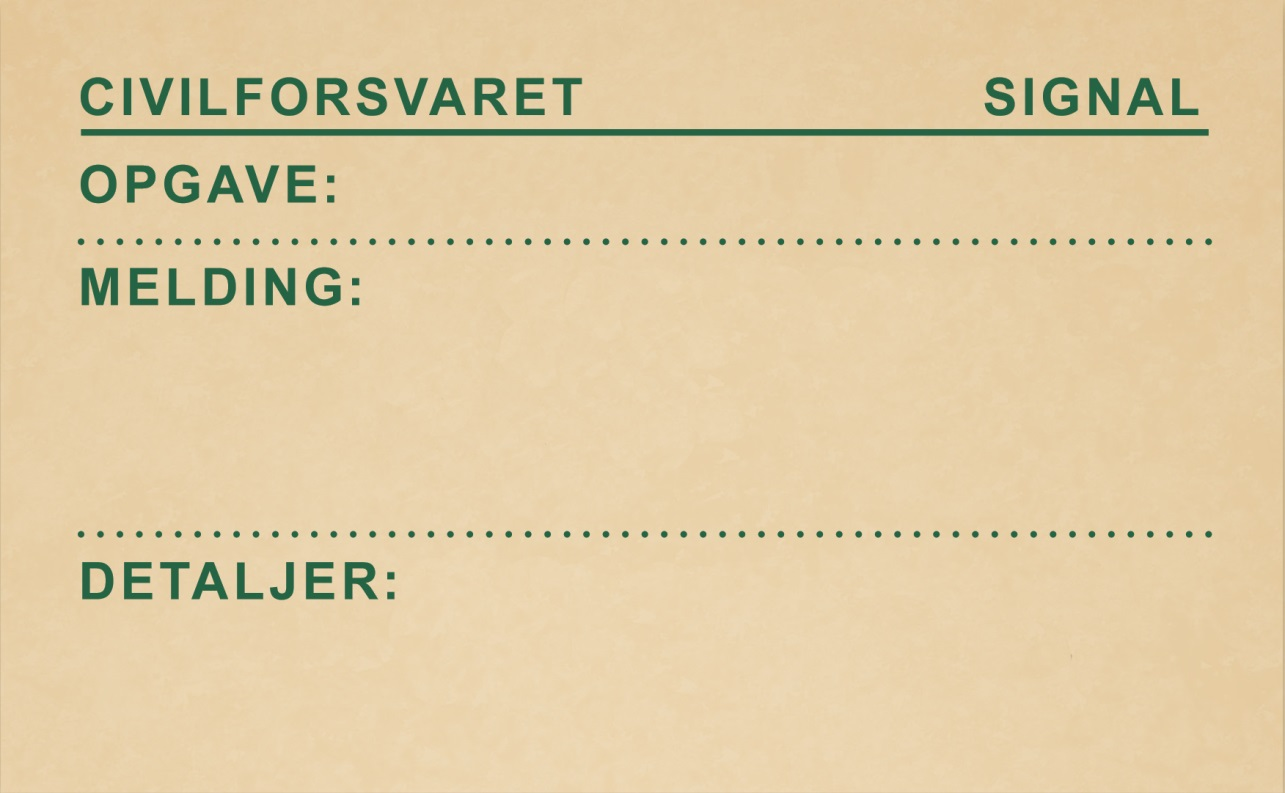 CIVILFORSVARET SIGNAL
OPGAVE:
MELDING:
DETALJER: